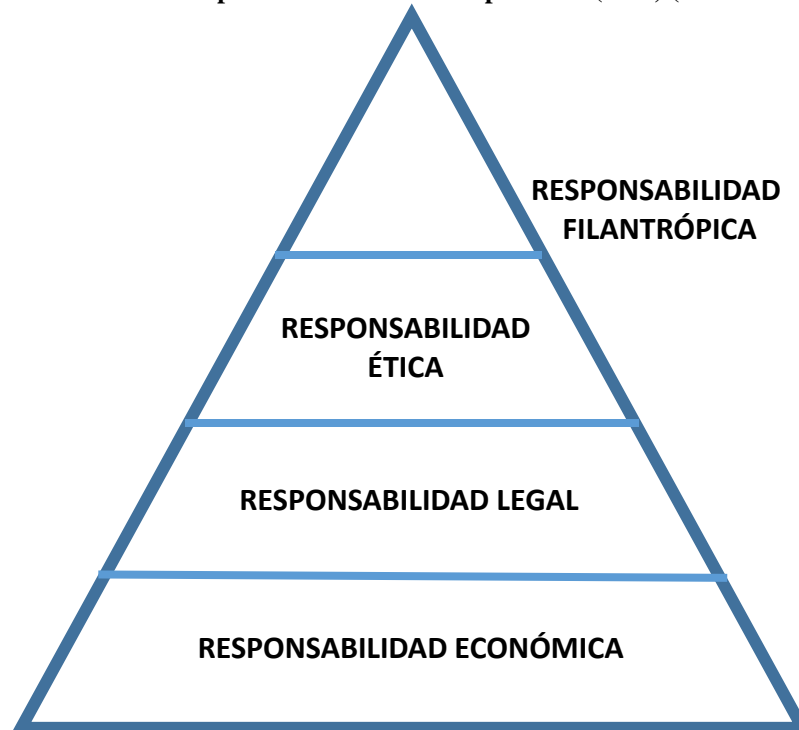 RESPONSABILIDAD
FILANTRÓPICA
RESPONSABILIDAD
ÉTICA
RESPONSABILIDAD LEGAL
RESPONSABILIDAD ECONÓMICA